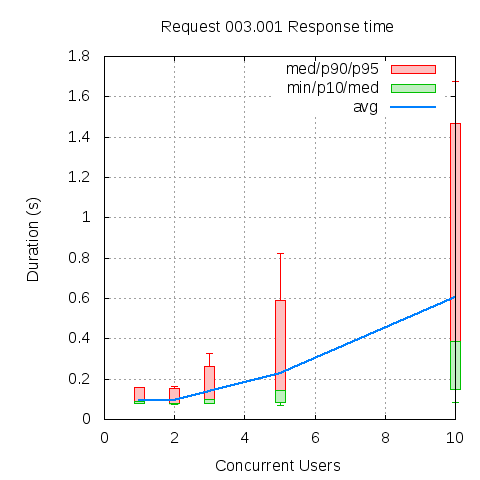 Request 003.001 Response time
med/p90/p95
min/p10/med
avg
1.8
1.6
1.4
1.2
1
0.8
0.6
0.4
0.2
0
0 2 4 6 8 10
Duration (s)
Concurrent Users